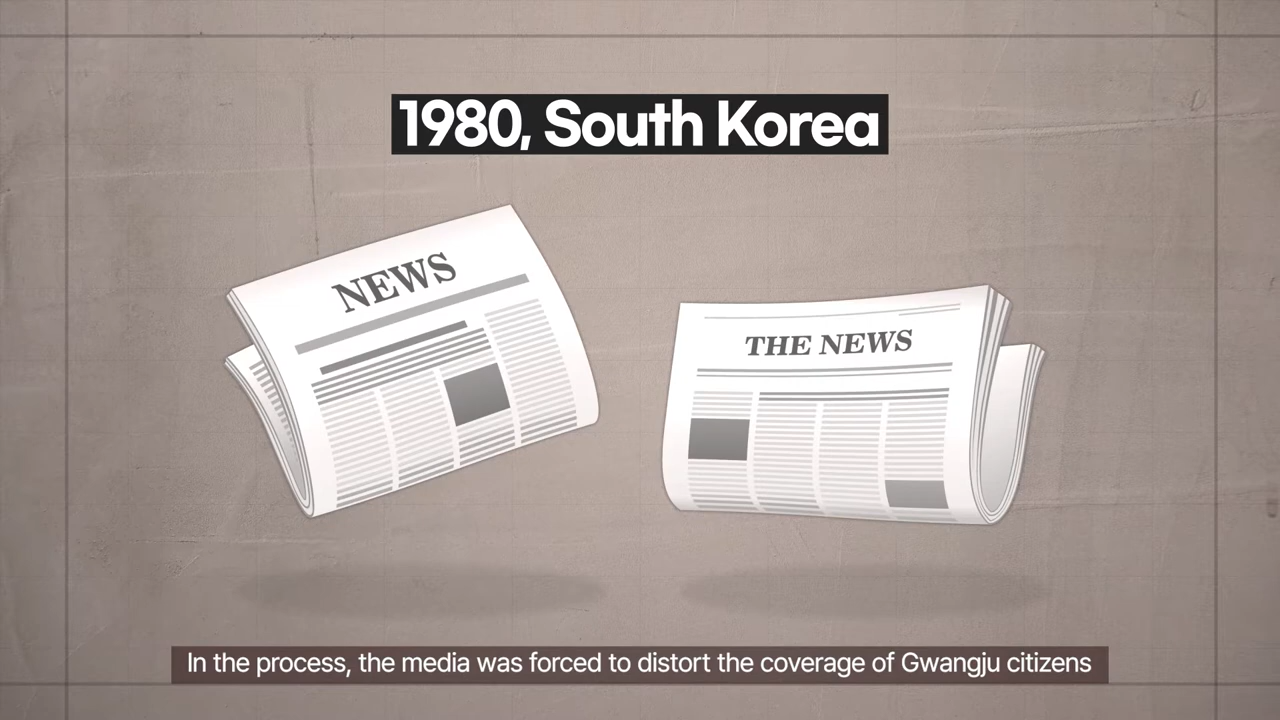 1980, South Korea
NEWS
THE NEWS
In the process, the media was forced to distort the coverage of Gwangju citizens